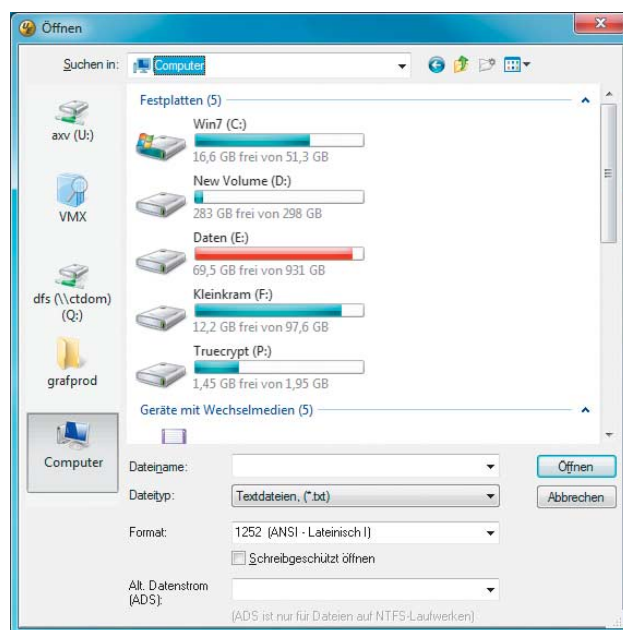 Öffnen
Suchen in: Computer
axv (U:)
VMX
dfs (\\ctdom)
(Q:)
grafprod
Computer
Festplatten (5)
Win7 (C:)
16,6 GB frei von 51,3 GB
New Volume (D:)
283 GB frei von 298 GB
Daten (E:)
69,5 GB frei von 931 GB
Kleinkram (F:)
12,2 GB frei von 97,6 GB
Truecrypt (P:)
1,45 GB frei von 1,95 GB
Geräte mit Wechselmedien (5)
Dateiname:
Öffnen
Dateityp: Textdateien, (*.txt)
Abbrechen
Format: 1252 (ANSI - Lateinisch I)
Schreibgeschützt öffnen
Alt. Datenstrom
(ADS):
(ADS ist nur für Dateien auf NTFS-Laufwerken)